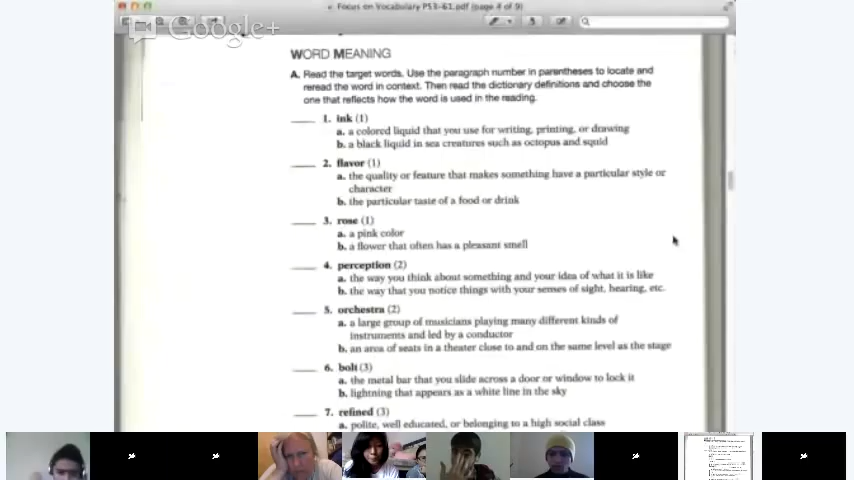 Focus on Vocabulary P53-61.pdf (page 4 of 9)
Google+
WORD MEANING
A. Read the target words. Use the paragraph number in parentheses to locate and
reread the word in context. Then read the dictionary definitions and choose the
one that reflects how the word is used in the reading.
____ 1. ink (1)
a. a colored liquid that you use for writing, printing, or drawing
b. a black liquid in sea creatures such as octopus and squid
____ 2. flavor (1)
a. the quality or feature that makes something have a particular style or
character
b. the particular taste of a food or drink
____ 3. rose (1)
a. a pink color
b. a flower that often has a pleasant smell
____ 4. perception (2)
a. the way you think about something and your idea of what it is like
b. the way that you notice things with your senses of sight, hearing, etc.
____ 5. orchestra (2)
a. a large group of musicians playing many different kinds of
instruments and led by a conductor
b. an area of seats in a theater close to and on the same level as the stage
____ 6. bolt (3)
a. the metal bar that you slide across a door or window to lock it
b. lightning that appears as a white line in the sky
____ 7. refined (3)
a. polite, well educated, or belonging to a high social class